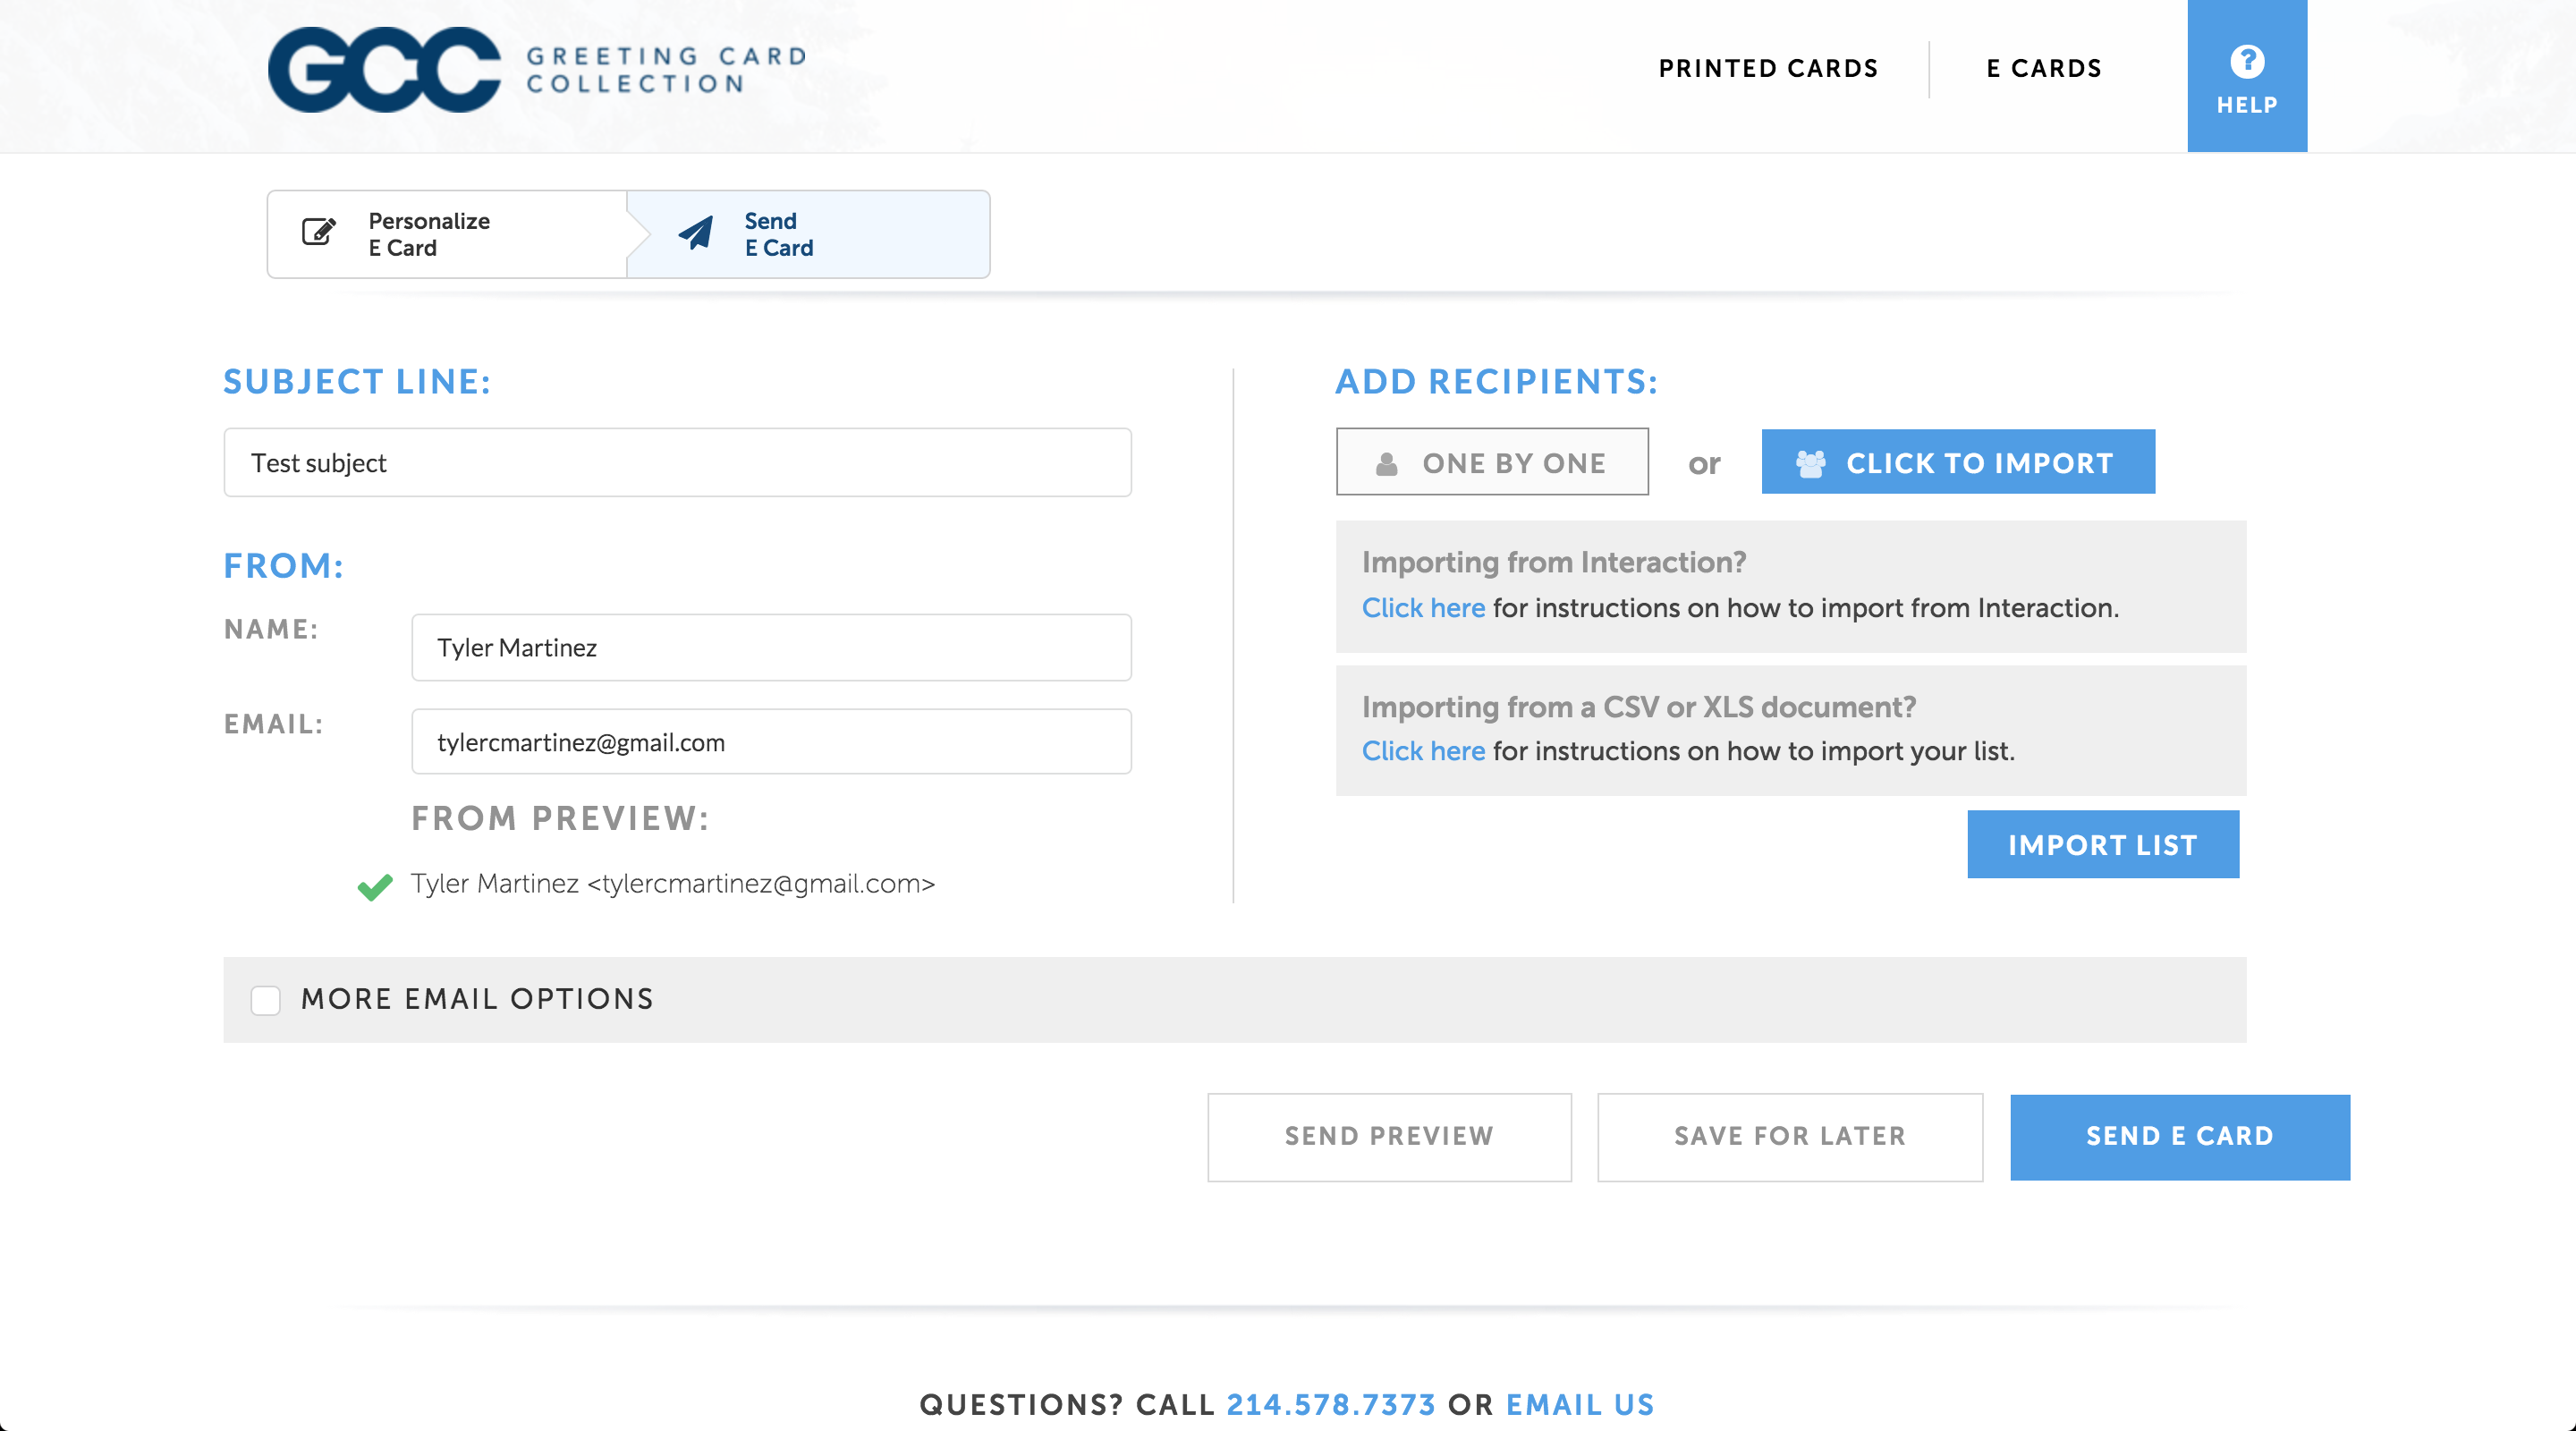 GCC GREETING CARD
COLLECTION
PRINTED CARDS
E CARDS
?
HELP
Personalize
E Card
Send
E Card
SUBJECT LINE:
Test subject
FROM:
NAME:
Tyler Martinez
EMAIL:
tylercmartinez@gmail.com
FROM PREVIEW:
Tyler Martinez <tylercmartinez@gmail.com>
ADD RECIPIENTS:
ONE BY ONE
or
CLICK TO IMPORT
Importing from Interaction?
Click here for instructions on how to import from Interaction.
Importing from a CSV or XLS document?
Click here for instructions on how to import your list.
IMPORT LIST
MORE EMAIL OPTIONS
SEND PREVIEW
SAVE FOR LATER
SEND E CARD
QUESTIONS? CALL 214.578.7373 OR EMAIL US